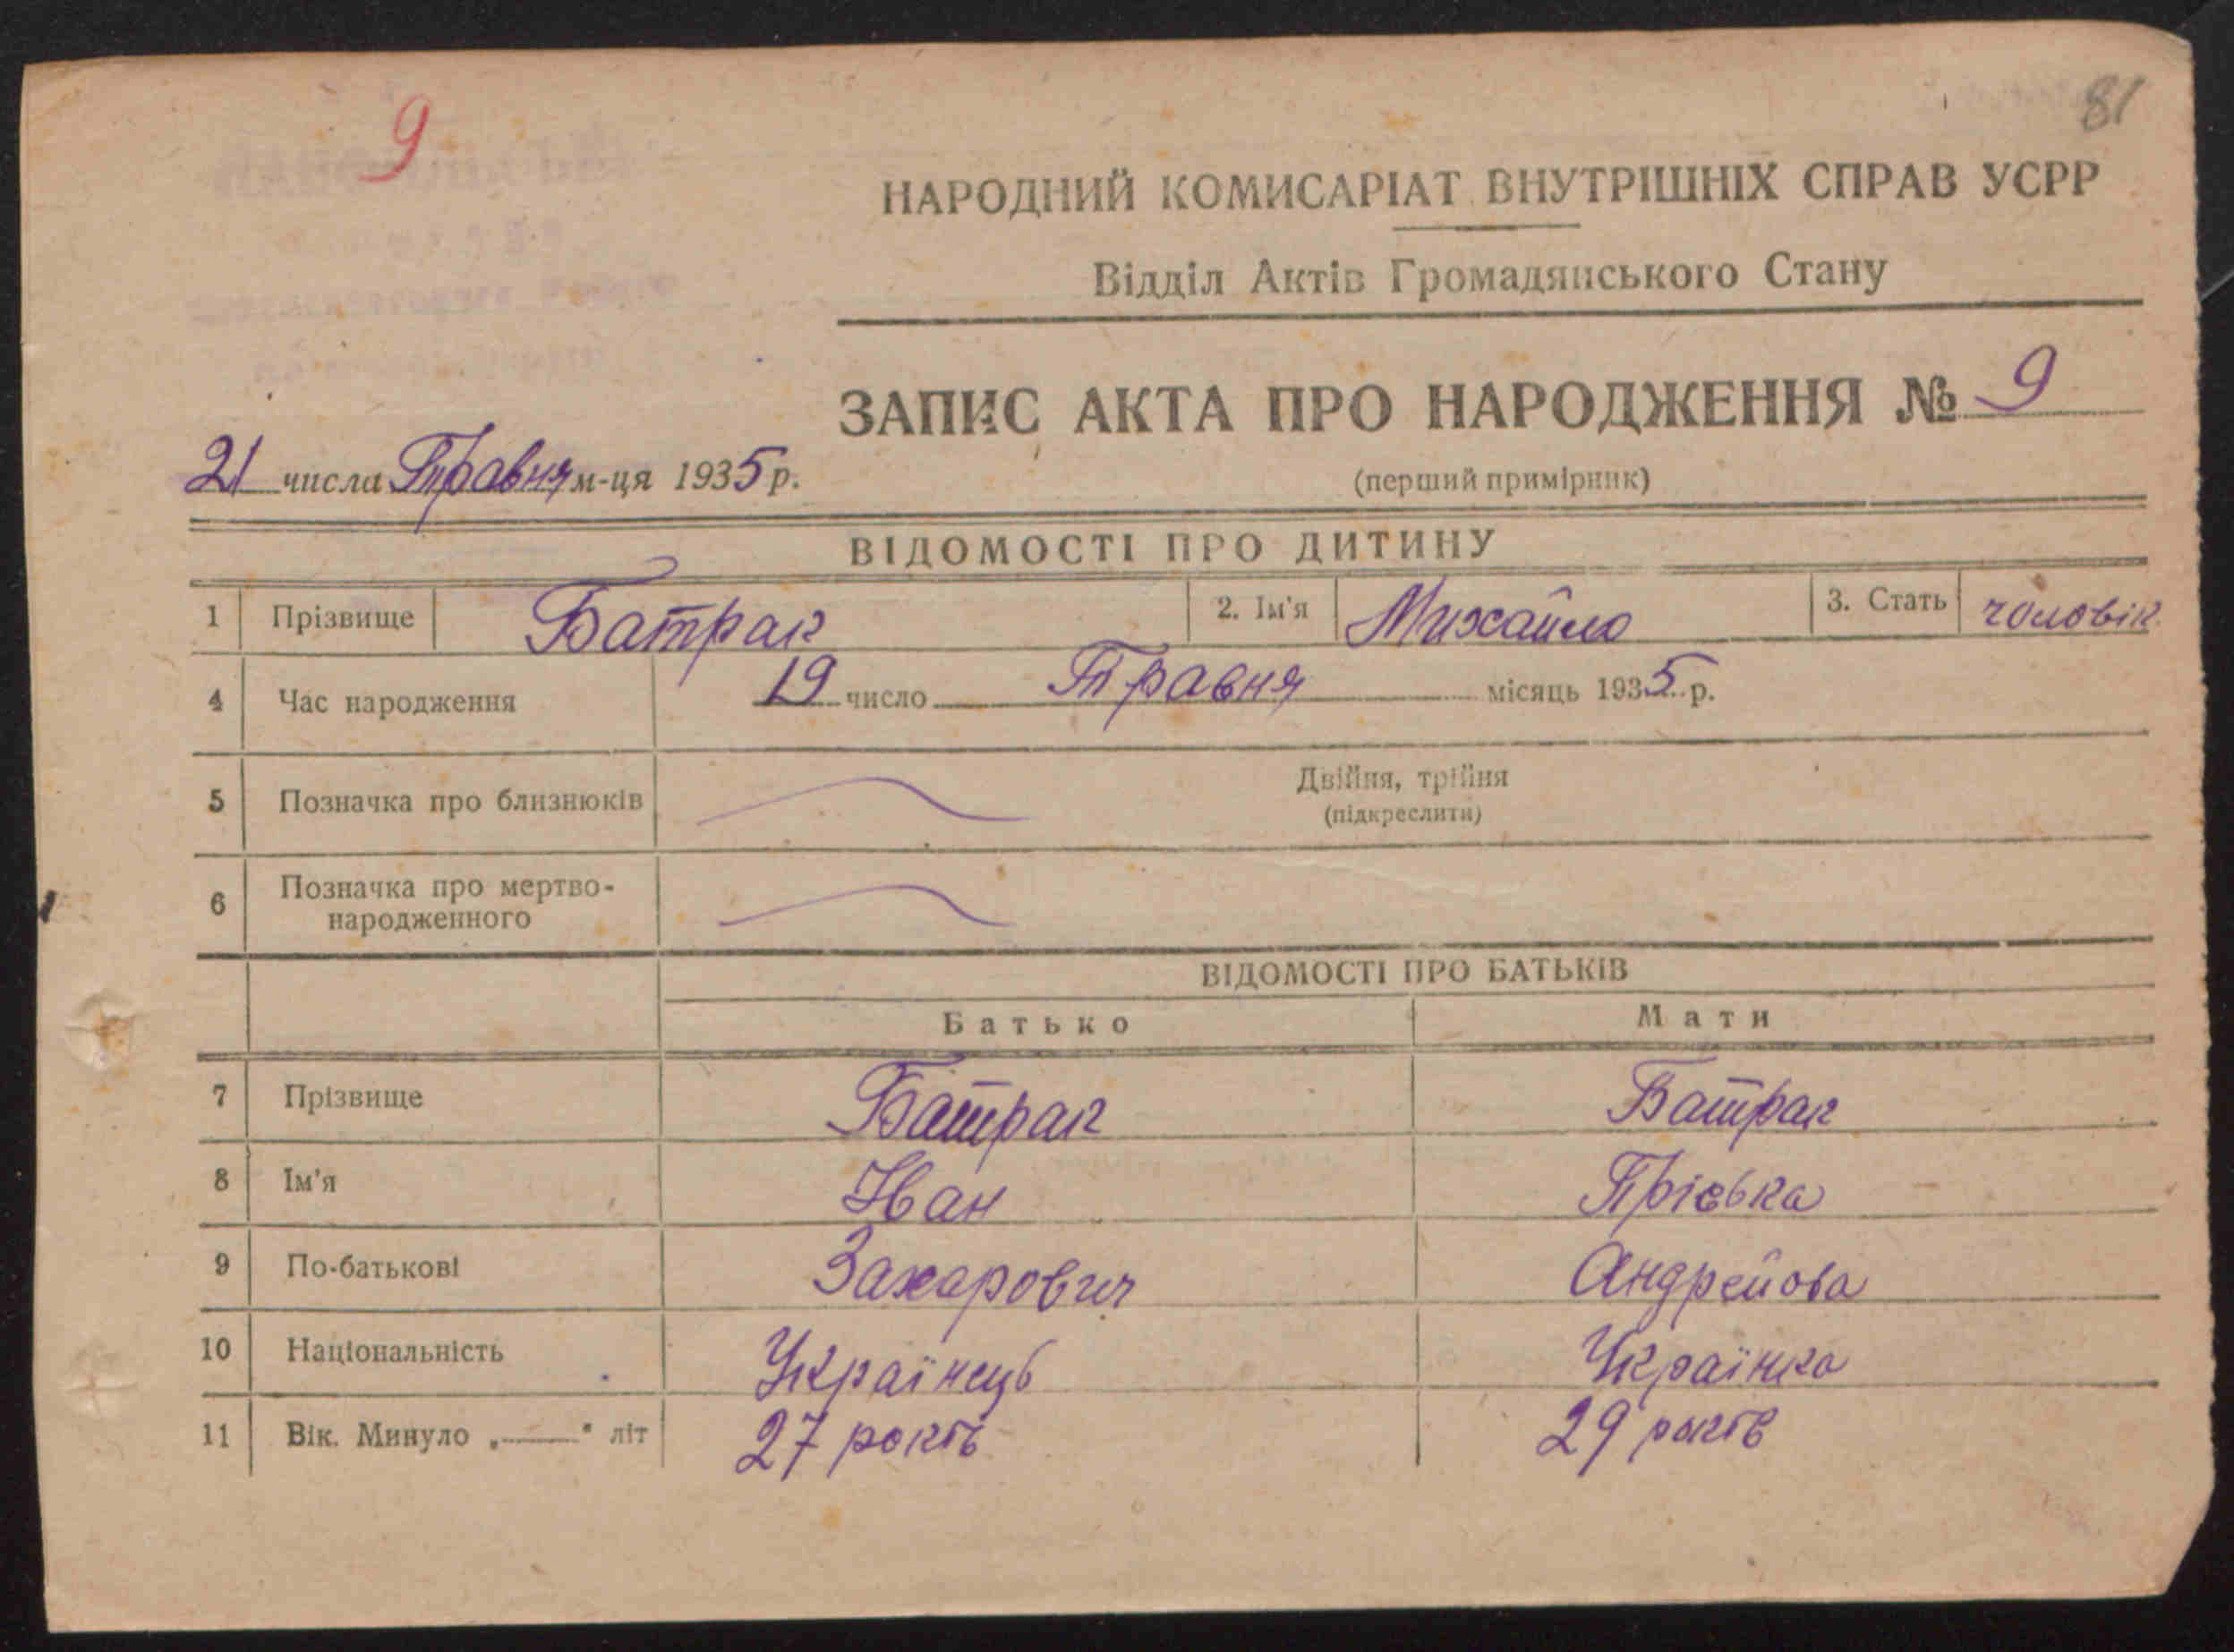 9
81
НАРОДНИЙ КОМИСАРІАТ ВНУТРІШНІХ СПРАВ УСРР
Відділ Актів Громадянського Стану
ЗАПИС АКТА ПРО НАРОДЖЕННЯ № 9
21 числа Травня м-ця 1935 р.
(перший примірник)
ВІДОМОСТІ ПРО ДИТИНУ
1 Прізвище Батрак 2. Ім'я Михайло 3. Стать чоловік
4 Час народження 19 число Травня місяць 1935 р.
5 Позначка про близнюків Двійня, трійня
(підкреслити)
6 Позначка про мертво-
народженного
ВІДОМОСТІ ПРО БАТЬКІВ
Батько Мати
7 Прізвище Батрак Батрак
8 Ім'я Іван
9 По-батькові Захарович Андрейова
10 Національність Українець Українка
11 Вік. Минуло „—" літ 27 років 29 років